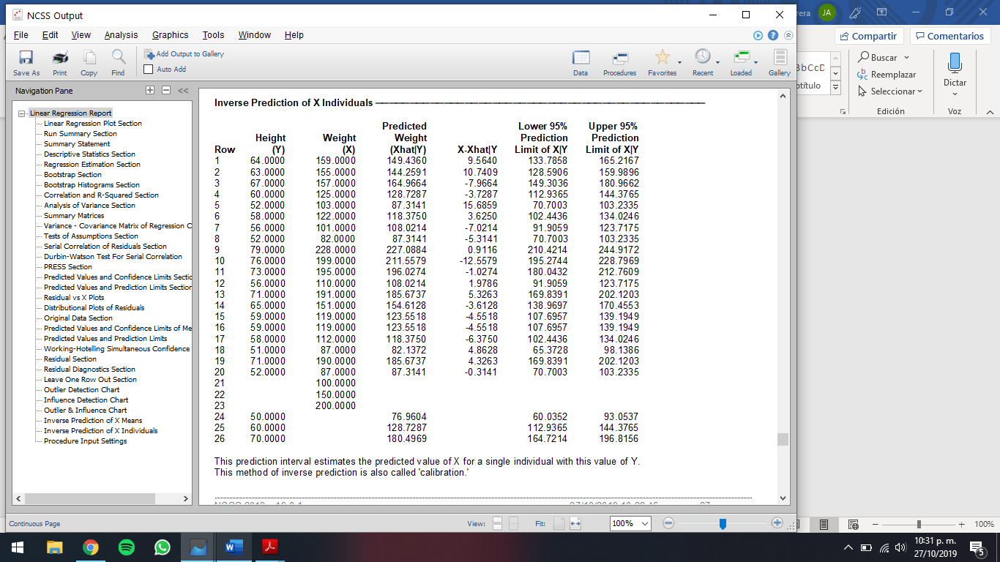 NCSS Output
rera JA
File Edit View Analysis Graphics Tools Window Help
Compartir Comentarios
Save As Print Copy Find
Add Output to Gallery
Auto Add
Data Procedures Favorites Recent Loaded Gallery
Buscar
Reemplazar
Seleccionar
Edición
Dictar
Voz
Navigation Pane
Linear Regression Report
Linear Regression Plot Section
Run Summary Section
Summary Statement
Descriptive Statistics Section
Regression Estimation Section
Bootstrap Section
Bootstrap Histograms Section
Correlation and R-Squared Section
Analysis of Variance Section
Summary Matrices
Variance - Covariance Matrix of Regression C
Tests of Assumptions Section
Serial Correlation of Residuals Section
Durbin-Watson Test For Serial Correlation
PRESS Section
Predicted Values and Confidence Limits Sectic
Predicted Values and Prediction Limits Section
Residual vs X Plots
Distributional Plots of Residuals
Original Data Section
Predicted Values and Confidence Limits of Me
Predicted Values and Prediction Limits
Working-Hotelling Simultaneous Confidence
Residual Section
Residual Diagnostics Section
Leave One Row Out Section
Outlier Detection Chart
Influence Detection Chart
Outlier & Influence Chart
Inverse Prediction of X Means
Inverse Prediction of X Individuals
Procedure Input Settings
Inverse Prediction of X Individuals
Predicted Lower 95% Upper 95%
Height Weight Weight Prediction Prediction
Row (Y) (X) (Xhat|Y) X-Xhat|Y Limit of X|Y Limit of X|Y
1 64.0000 159.0000 149.4360 9.5640 133.7858 165.2167
2 63.0000 155.0000 144.2591 10.7409 128.5906 159.9896
3 67.0000 157.0000 164.9664 -7.9664 149.3036 180.9662
4 60.0000 125.0000 128.7287 -3.7287 112.9365 144.3765
5 52.0000 103.0000 87.3141 15.6859 70.7003 103.2335
6 58.0000 122.0000 118.3750 3.6250 102.4436 134.0246
7 56.0000 101.0000 108.0214 -7.0214 91.9059 123.7175
8 52.0000 82.0000 87.3141 -5.3141 70.7003 103.2335
9 79.0000 228.0000 227.0884 0.9116 210.4214 244.9172
10 76.0000 199.0000 211.5579 -12.5579 195.2744 228.7969
11 73.0000 195.0000 196.0274 -1.0274 180.0432 212.7609
12 56.0000 110.0000 108.0214 1.9786 91.9059 123.7175
13 71.0000 191.0000 185.6737 5.3263 169.8391 202.1203
14 65.0000 151.0000 154.6128 -3.6128 138.9697 170.4553
15 59.0000 119.0000 123.5518 -4.5518 107.6957 139.1949
16 59.0000 119.0000 123.5518 -4.5518 107.6957 139.1949
17 58.0000 112.0000 118.3750 -6.3750 102.4436 134.0246
18 51.0000 87.0000 82.1372 4.8628 65.3728 98.1386
19 71.0000 190.0000 185.6737 4.3263 169.8391 202.1203
20 52.0000 87.0000 87.3141 -0.3141 70.7003 103.2335
21 100.0000
22 150.0000
23 200.0000
24 50.0000 76.9604 60.0352 93.0537
25 60.0000 128.7287 112.9365 144.3765
26 70.0000 180.4969 164.7214 196.8156
This prediction interval estimates the predicted value of X for a single individual with this value of Y.
This method of inverse prediction is also called 'calibration.'
Continuous Page
View: Fit: 100%
100%
10:31 p. m.
27/10/2019
5